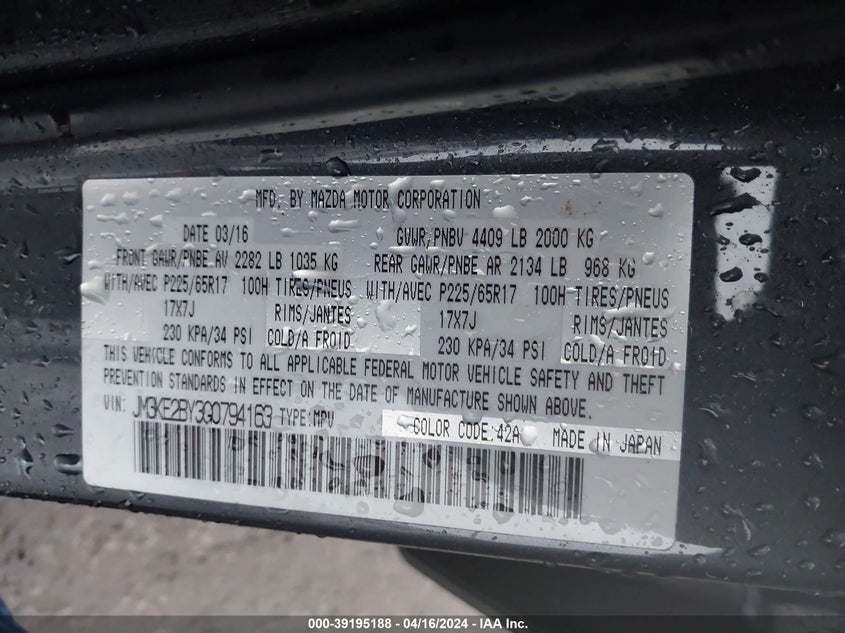 MFD. BY MAZDA MOTOR CORPORATION
DATE 03/16 GVWR,PNBV 4409 LB 2000 KG
FRONT GAWR/PNBE AV 2282 LB 1035 KG REAR GAWR/PNBE AR 2134 LB 968 KG
WITH/AVEC P225/65R17 100H TIRES/PNEUS WITH/AVEC P225/65R17 100H TIRES/PNEUS
17X7J RIMS/JANTES 17X7J RIMS/JANTES
230 KPA/34 PSI COLD/A FROID 230 KPA/34 PSI COLD/A FROID
THIS VEHICLE CONFORMS TO ALL APPLICABLE FEDERAL MOTOR VEHICLE SAFETY AND THEFT
PREVENTION STANDARDS IN EFFECT ON THE DATE OF MANUFACTURE SHOWN ABOVE.
VIN: JM3KE2BY3G0794163 TYPE:MPV COLOR CODE:42A MADE IN JAPAN
000-39195188 - 04/16/2024 - IAA Inc.